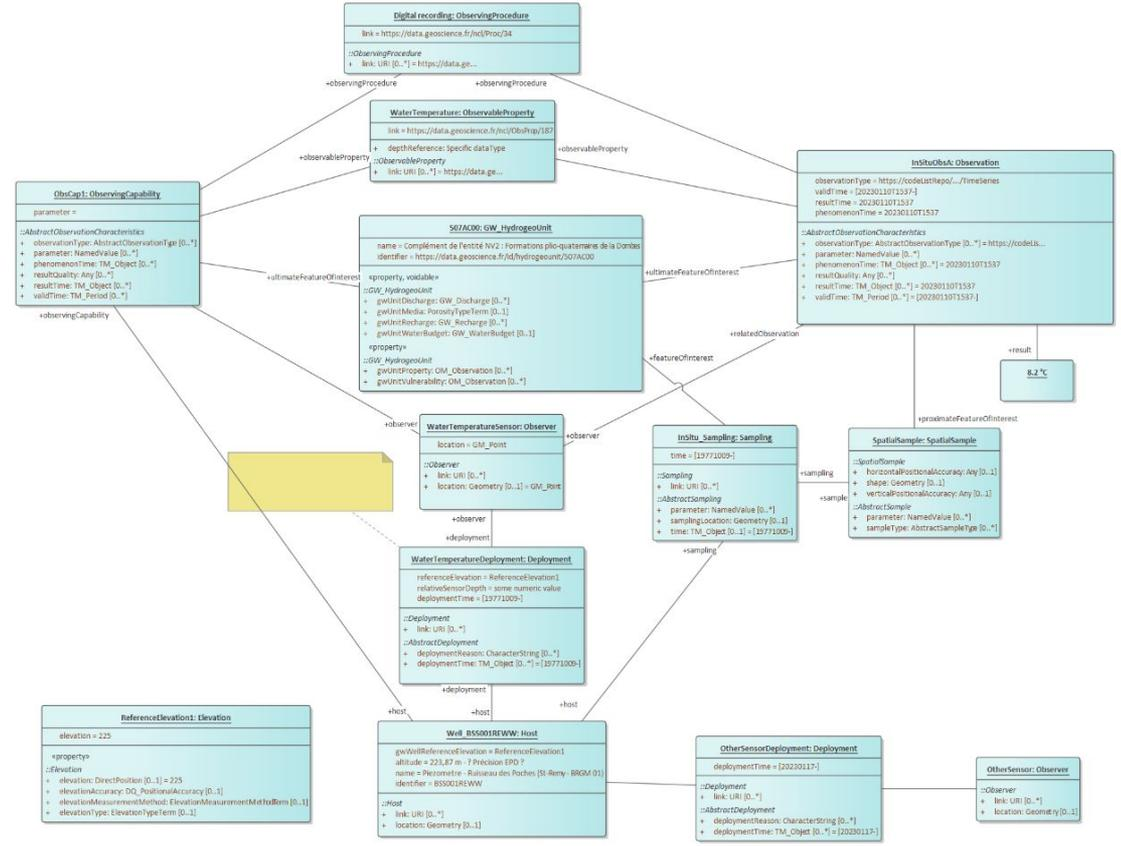 Digital recording: ObservingProcedure
link = https://data.geoscience.fr/ncl/Proc/34
::ObservingProcedure
+ link: URI [0..*] = https://data.ge...
+observingProcedure
+observingProcedure
WaterTemperature: ObservableProperty
link = https://data.geoscience.fr/ncl/ObsProp/187
+ depthReference: Specific dataType
::ObservableProperty
+ link: URI [0..*] = https://data.ge...
+observableProperty
+observableProperty
InSituObsA: Observation
observationType = https://codeListRepo/.../TimeSeries
validTime = [20230110T1537-]
resultTime = 20230110T1537
phenomenonTime = 20230110T1537
::AbstractObservationCharacteristics
+ observationType: AbstractObservationType [0..*] = https://codeLis...
+ parameter: NamedValue [0..*]
+ phenomenonTime: TM_Object [0..*] = 20230110T1537
+ resultQuality: Any [0..*]
+ resultTime: TM_Object [0..*] = 20230110T1537
+ validTime: TM_Period [0..*] = [20230110T1537-]
ObsCap1: ObservingCapability
parameter =
::AbstractObservationCharacteristics
+ observationType: AbstractObservationType [0..*]
+ parameter: NamedValue [0..*]
+ phenomenonTime: TM_Object [0..*]
+ resultQuality: Any [0..*]
+ resultTime: TM_Object [0..*]
+ validTime: TM_Period [0..*]
+observingCapability
+ultimateFeatureOfInterest
507AC00: GW_HydrogeoUnit
name = Complément de l'entité NV2 : Formations plio-quaternaires de la Dombes
identifier = https://data.geoscience.fr/id/hydrogeounit/507AC00
«property, voidable»
::GW_HydrogeoUnit
+ gwUnitDischarge: GW_Discharge [0..*]
+ gwUnitMedia: PorosityTypeTerm [0..1]
+ gwUnitRecharge: GW_Recharge [0..*]
+ gwUnitWaterBudget: GW_WaterBudget [0..1]
«property»
::GW_HydrogeoUnit
+ gwUnitProperty: OM_Observation [0..*]
+ gwUnitVulnerability: OM_Observation [0..*]
+ultimateFeatureOfInterest
+relatedObservation
+featureOfInterest
+result
8.2 °C
+proximateFeatureOfInterest
+observer
WaterTemperatureSensor: Observer
location = GM_Point
::Observer
+ link: URI [0..*]
+ location: Geometry [0..1] = GM_Point
+observer
+observer
+deployment
InSitu_Sampling: Sampling
time = [19771009-]
::Sampling
+ link: URI [0..*]
::AbstractSampling
+ parameter: NamedValue [0..*]
+ samplingLocation: Geometry [0..1]
+ time: TM_Object [0..1] = [19771009-]
+sampling
+sampling
+sample
SpatialSample: SpatialSample
::SpatialSample
+ horizontalPositionalAccuracy: Any [0..1]
+ shape: Geometry [0..1]
+ verticalPositionalAccuracy: Any [0..1]
::AbstractSample
+ parameter: NamedValue [0..*]
+ sampleType: AbstractSampleType [0..*]
WaterTemperatureDeployment: Deployment
referenceElevation = ReferenceElevation1
relativeSensorDepth = some numeric value
deploymentTime = [19771009-]
::Deployment
+ link: URI [0..*]
::AbstractDeployment
+ deploymentReason: CharacterString [0..*]
+ deploymentTime: TM_Object [0..*] = [19771009-]
+deployment
+host
+host
+host
ReferenceElevation1: Elevation
elevation = 225
«property»
::Elevation
+ elevation: DirectPosition [0..1] = 225
+ elevationAccuracy: DQ_PositionalAccuracy [0..1]
+ elevationMeasurementMethod: ElevationMeasurementMethodTerm [0..1]
+ elevationType: ElevationTypeTerm [0..1]
Well_BSS001REWW: Host
gwWellReferenceElevation = ReferenceElevation1
altitude = 223,87 m - ? Précision EPD ?
name = Piezometre - Ruisseau des Poches (St-Remy - BRGM 01)
identifier = BSS001REWW
::Host
+ link: URI [0..*]
+ location: Geometry [0..1]
OtherSensorDeployment: Deployment
deploymentTime = [20230117-]
::Deployment
+ link: URI [0..*]
::AbstractDeployment
+ deploymentReason: CharacterString [0..*]
+ deploymentTime: TM_Object [0..*] = [20230117-]
OtherSensor: Observer
::Observer
+ link: URI [0..*]
+ location: Geometry [0..1]